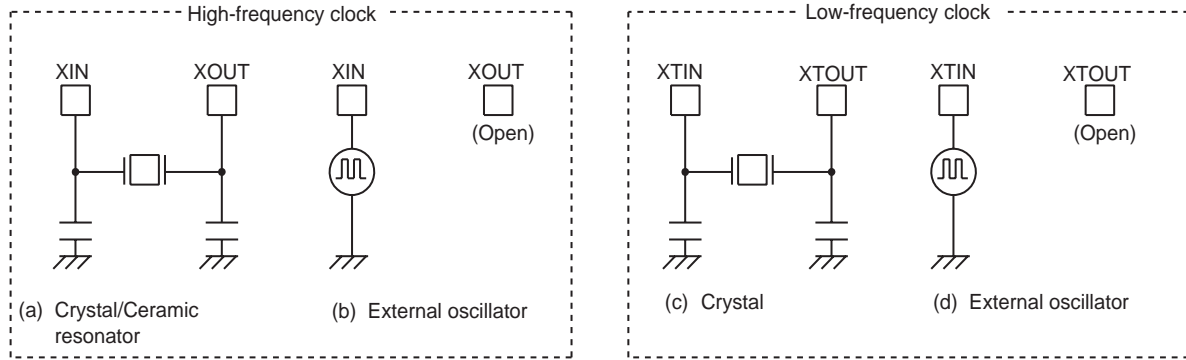 High-frequency clock
XIN
XOUT
XIN
XOUT
(Open)
(a) Crystal/Ceramic
resonator
(b) External oscillator
Low-frequency clock
XTIN
XTOUT
XTIN
XTOUT
(Open)
(c) Crystal
(d) External oscillator